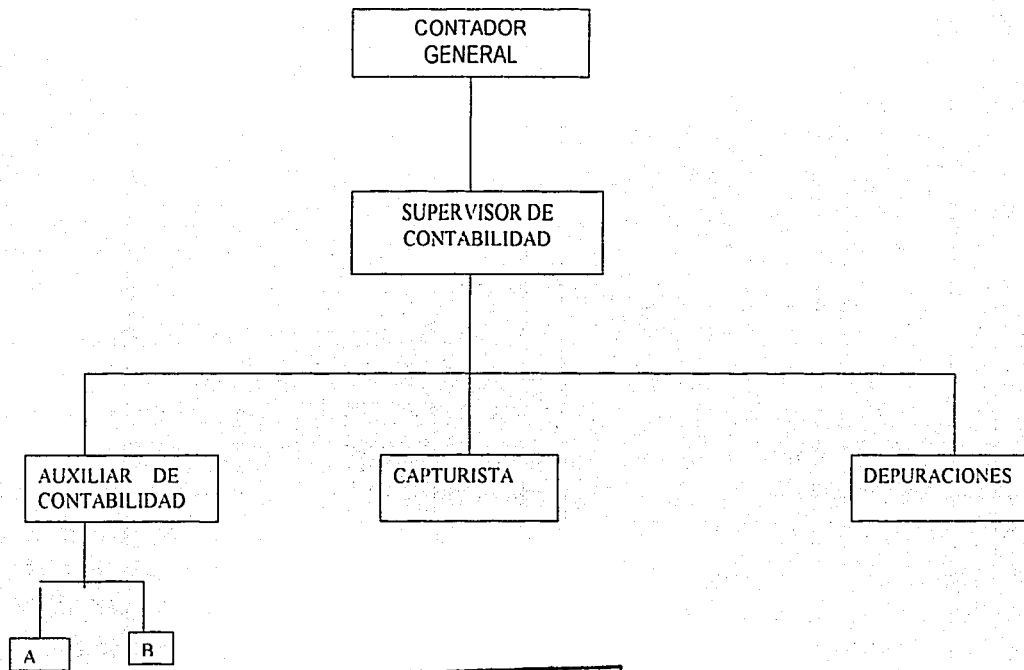 CONTADOR
GENERAL
SUPERVISOR DE
CONTABILIDAD
AUXILIAR DE
CONTABILIDAD
CAPTURISTA
DEPURACIONES
A
B